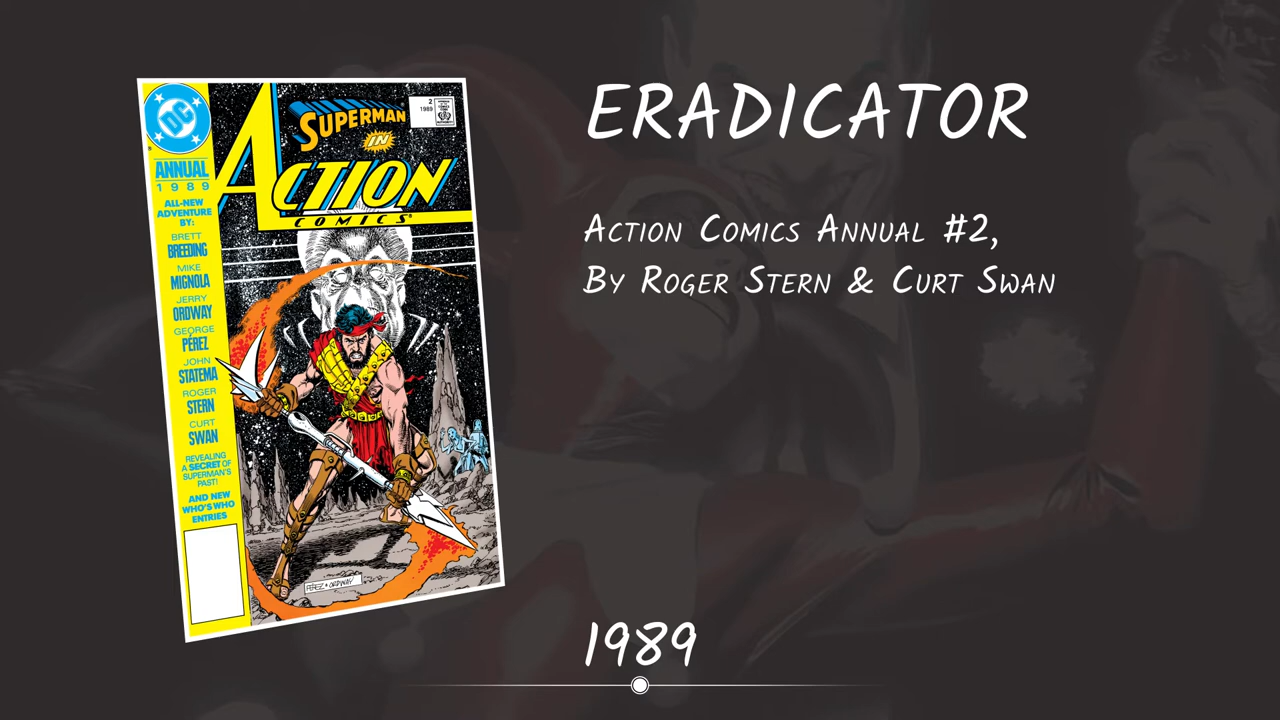 DC
ANNUAL
1989
ALL-NEW
ADVENTURE
BY:
BRETT
BREEDING
MIKE
MIGNOLA
JERRY
ORDWAY
GEORGE
PÉREZ
JOHN
STATEMA
ROGER
STERN
CURT
SWAN
REVEALING
A SECRET OF
SUPERMAN'S
PAST!
AND NEW
WHO'S WHO
ENTRIES
SUPERMAN
IN
ACTION
COMICS®
2
1989
PÉREZ + ORDWAY
ERADICATOR
ACTION COMICS ANNUAL #2,
BY ROGER STERN & CURT SWAN
1989